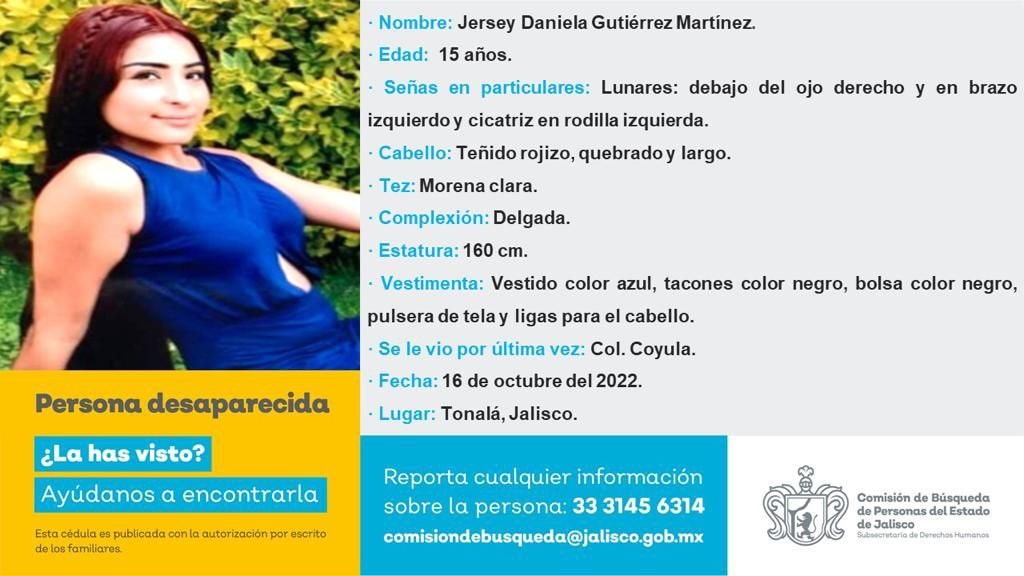 · Nombre: Jersey Daniela Gutiérrez Martínez.
· Edad: 15 años.
· Señas en particulares: Lunares: debajo del ojo derecho y en brazo
izquierdo y cicatriz en rodilla izquierda.
· Cabello: Teñido rojizo, quebrado y largo.
· Tez: Morena clara.
· Complexión: Delgada.
· Estatura: 160 cm.
· Vestimenta: Vestido color azul, tacones color negro, bolsa color negro,
pulsera de tela y ligas para el cabello.
· Se le vio por última vez: Col. Coyula.
· Fecha: 16 de octubre del 2022.
· Lugar: Tonalá, Jalisco.
Persona desaparecida
¿La has visto?
Ayúdanos a encontrarla
Esta cédula es publicada con la autorización por escrito
de los familiares.
Reporta cualquier información
sobre la persona: 33 3145 6314
comisiondebusqueda@jalisco.gob.mx
Comisión de Búsqueda
de Personas del Estado
de Jalisco
Subsecretaría de Derechos Humanos